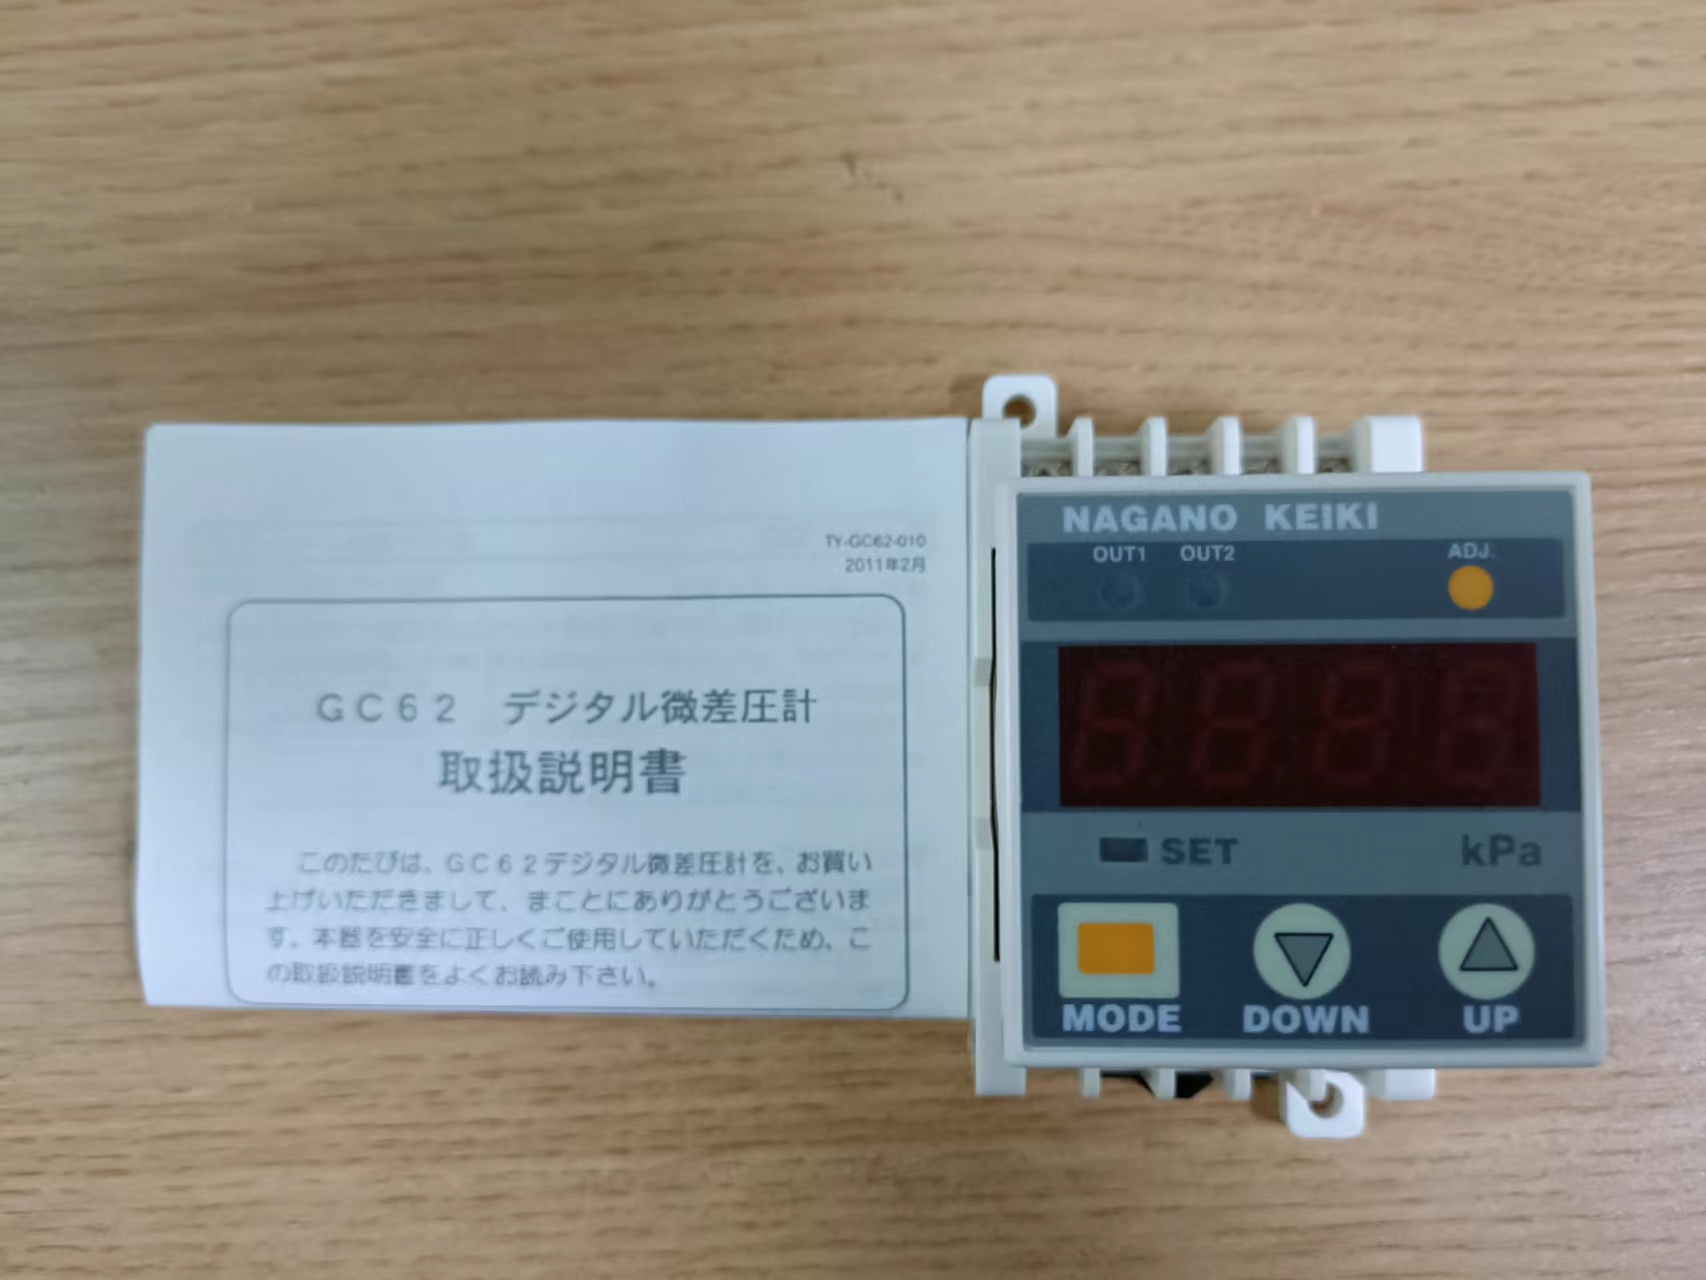 TY-GC62-010
2011年2月
GC62 デジタル微差圧計
取扱説明書
このたびは、GC62デジタル微差圧計を、お買い
上げいただきまして、まことにありがとうございま
す。本器を安全に正しくご使用していただくため、こ
の取扱説明書をよくお読み下さい。
NAGANO KEIKI
OUT1 OUT2 ADJ.
SET kPa
MODE DOWN UP